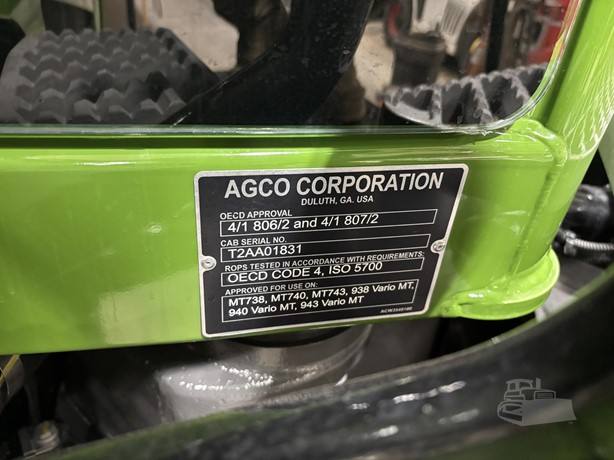 AGCO CORPORATION
DULUTH, GA. USA
OECD APPROVAL
4/1 806/2 and 4/1 807/2
CAB SERIAL NO.
T2AA01831
ROPS TESTED IN ACCORDANCE WITH REQUIREMENTS:
OECD CODE 4, ISO 5700
APPROVED FOR USE ON:
MT738, MT740, MT743, 938 Vario MT,
940 Vario MT, 943 Vario MT